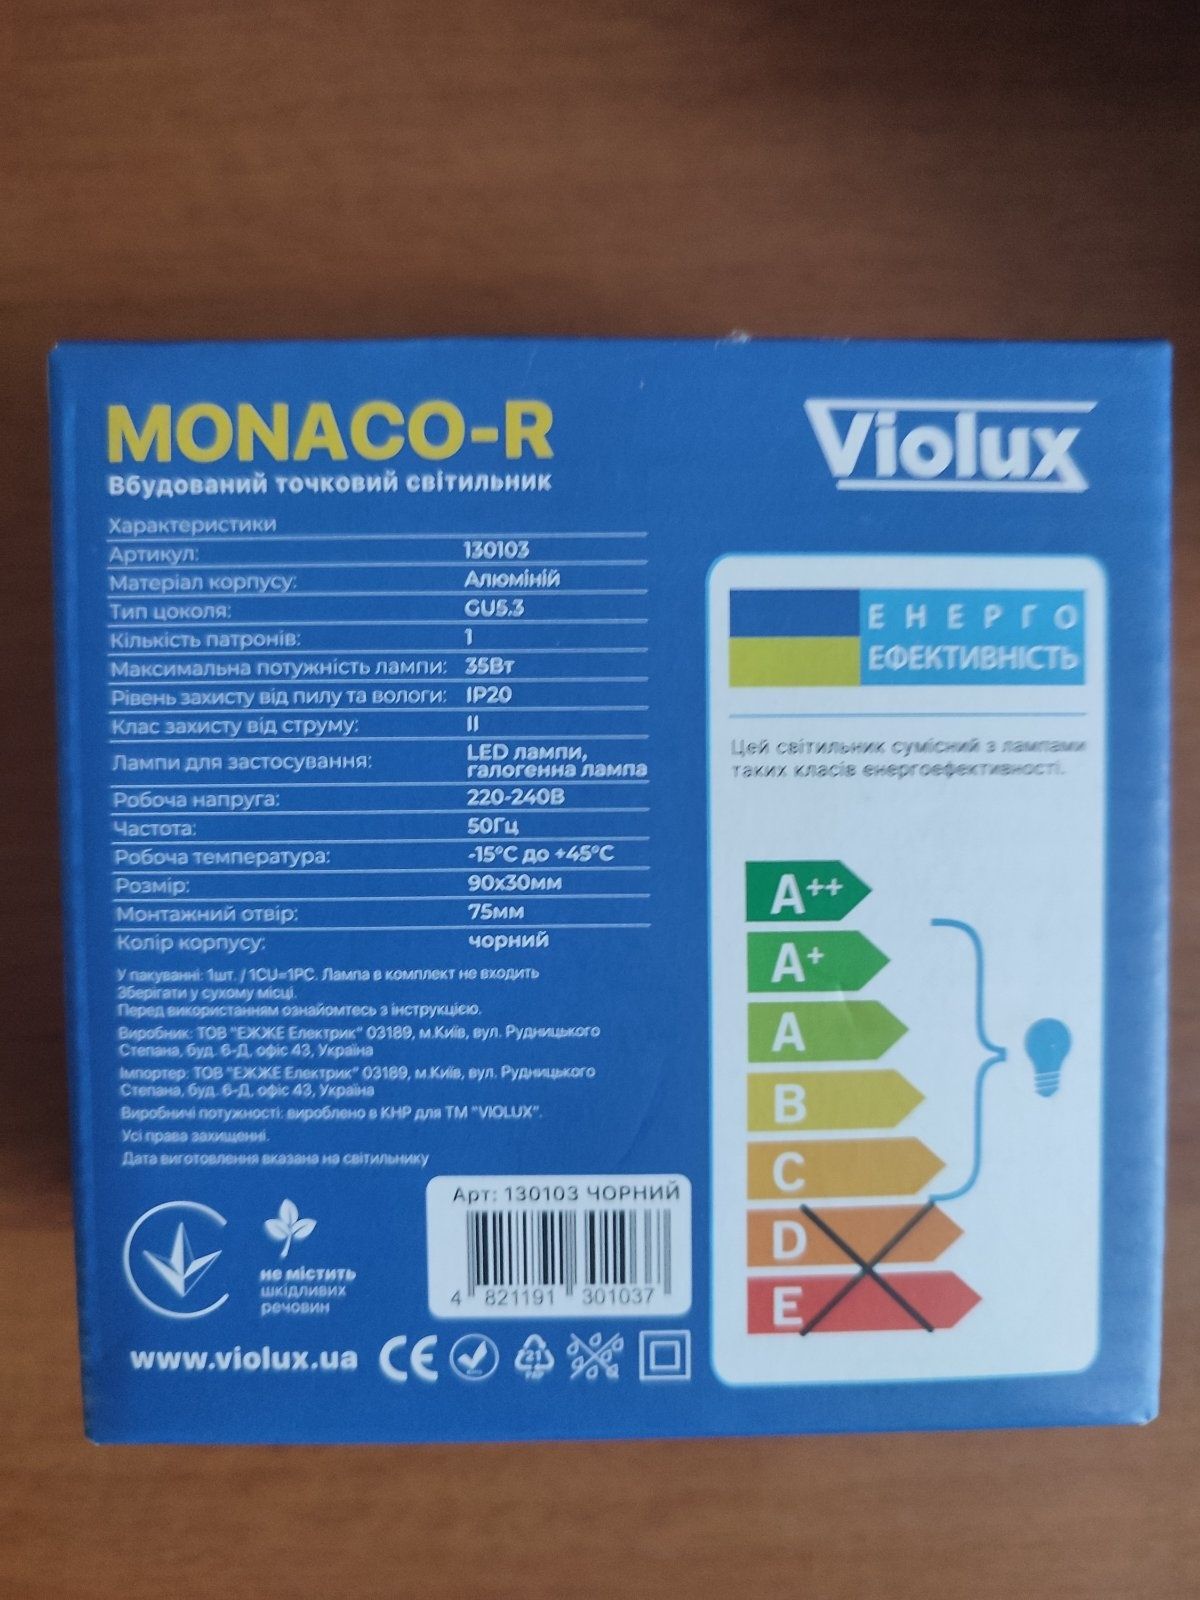 MONACO-R
Вбудований точковий світильник
Violux
Характеристики
Артикул: 130103
Матеріал корпусу: Алюміній
Тип цоколя: GU5.3
Кількість патронів: 1
Максимальна потужність лампи: 35Вт
Рівень захисту від пилу та вологи: IP20
Клас захисту від струму: II
Лампи для застосування: LED лампи,
галогенна лампа
Робоча напруга: 220-240В
Частота: 50Гц
Робоча температура: -15°С до +45°С
Розмір: 90х30мм
Монтажний отвір: 75мм
Колір корпусу: чорний
У пакуванні: 1шт. / 1CU=1PC. Лампа в комплект не входить
Зберігати у сухому місці.
Перед використанням ознайомтесь з інструкцією.
Виробник: ТОВ "ЕЖЖЕ Електрик" 03189, м.Київ, вул. Рудницького
Степана, буд. 6-Д, офіс 43, Україна
Імпортер: ТОВ "ЕЖЖЕ Електрик" 03189, м.Київ, вул. Рудницького
Степана, буд. 6-Д, офіс 43, Україна
Виробничі потужності: вироблено в КНР для ТМ "VIOLUX".
Усі права захищенні.
Дата виготовлення вказана на світильнику
не містить
шкідливих
речовин
Арт: 130103 ЧОРНИЙ
4 821191 301037
www.violux.ua
CE
21
PAP
ЕНЕРГО
ЕФЕКТИВНІСТЬ
Цей світильник сумісний з лампами
таких класів енергоефективності.
A++
A+
A
B
C
D
E